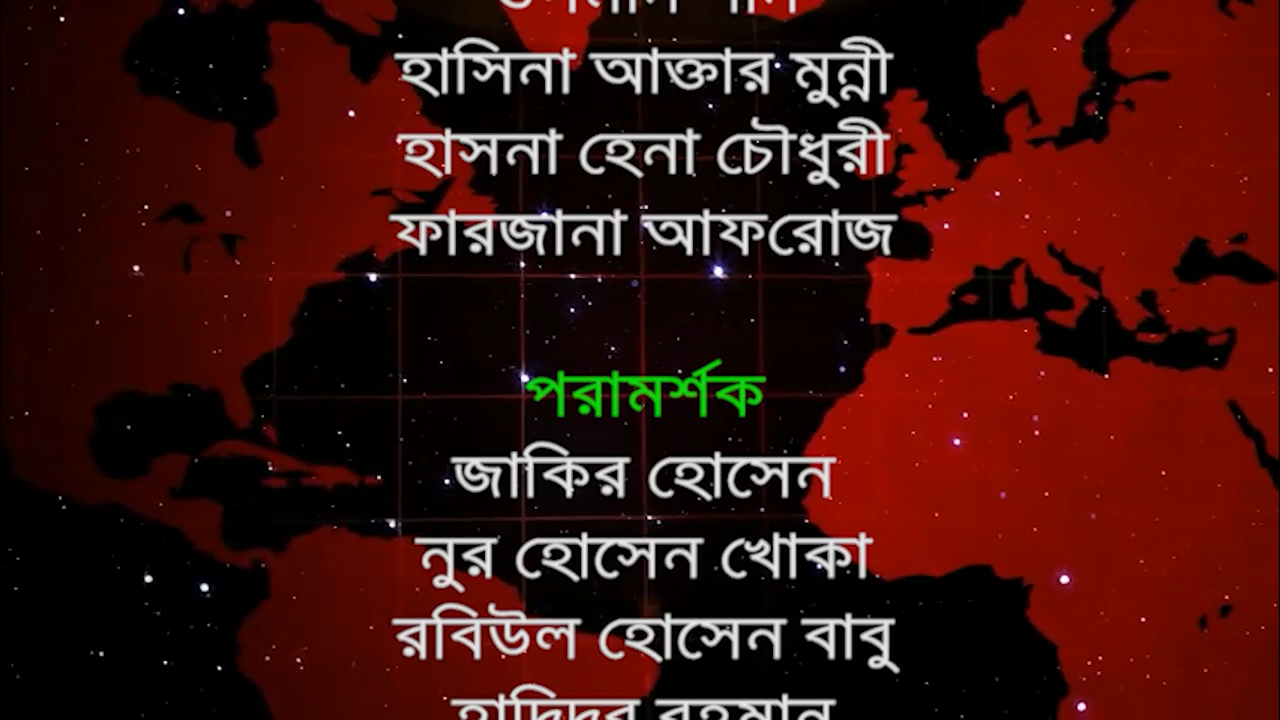 হাসিনা আক্তার মুন্নী
হাসনা হেনা চৌধুরী
ফারজানা আফরোজ
পরামর্শক
জাকির হোসেন
নুর হোসেন খোকা
রবিউল হোসেন বাবু